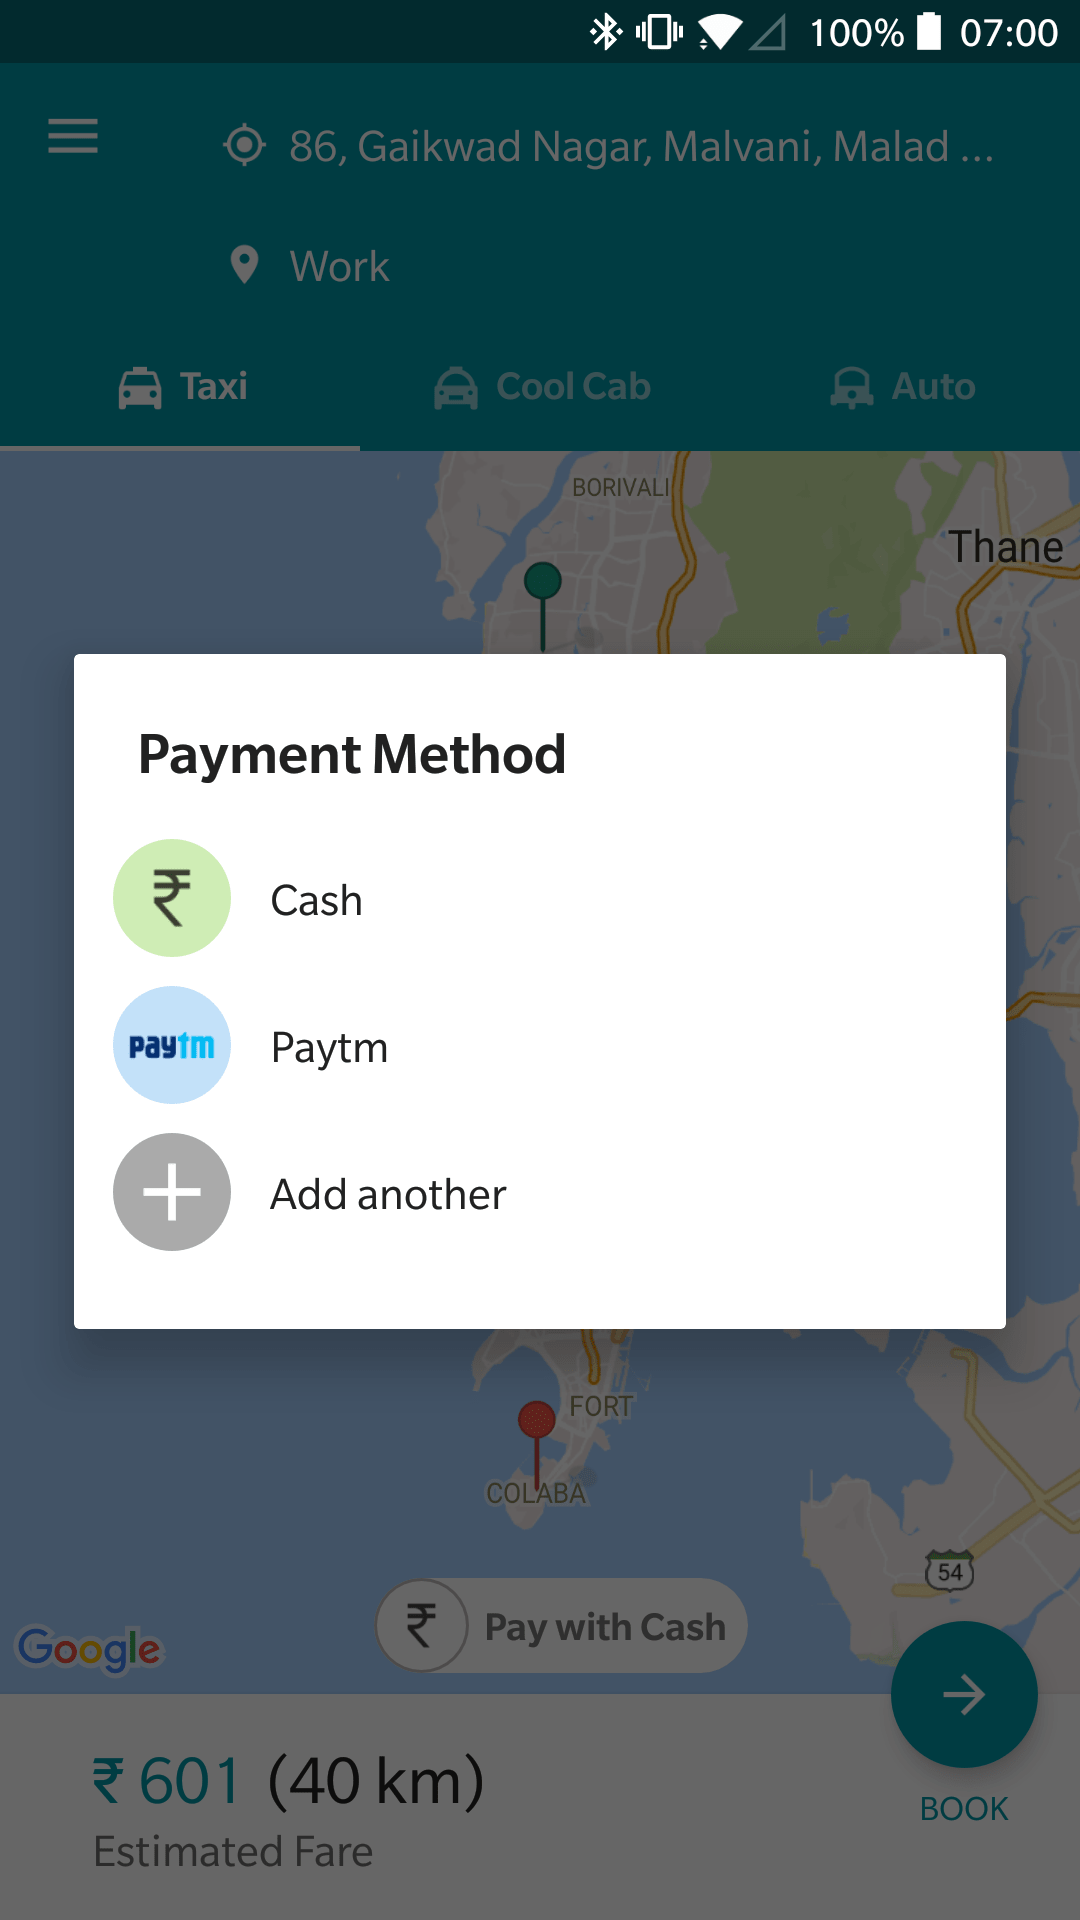 100% 07:00
86, Gaikwad Nagar, Malvani, Malad ...
Work
Taxi Cool Cab Auto
BORIVALI
Thane
Payment Method
₹ Cash
paytm Paytm
Add another
FORT
COLABA
54
₹ Pay with Cash
Google
₹ 601 (40 km)
BOOK
Estimated Fare